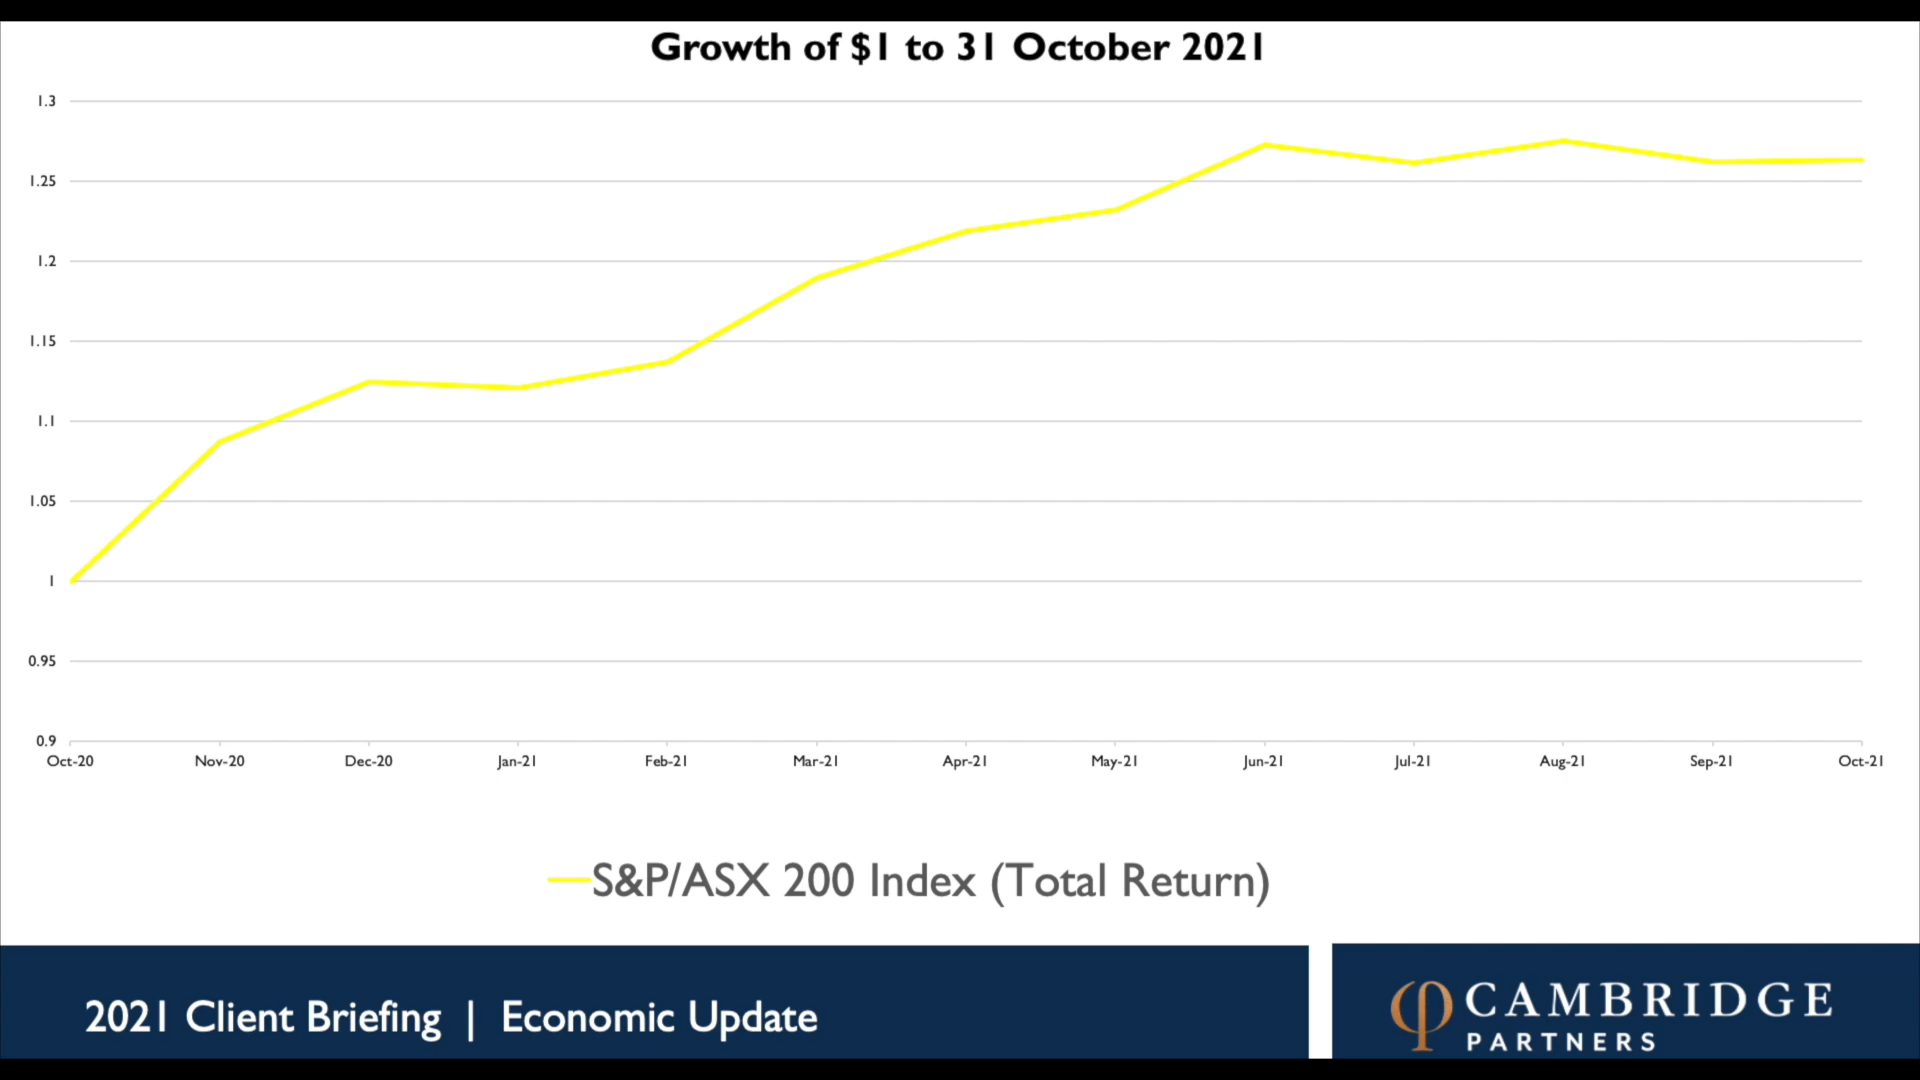 Growth of $1 to 31 October 2021
1.3
1.25
1.2
1.15
1.1
1.05
1
0.95
0.9
Oct-20 Nov-20 Dec-20 Jan-21 Feb-21 Mar-21 Apr-21 May-21 Jun-21 Jul-21 Aug-21 Sep-21 Oct-21
S&P/ASX 200 Index (Total Return)
2021 Client Briefing | Economic Update
CAMBRIDGE
PARTNERS